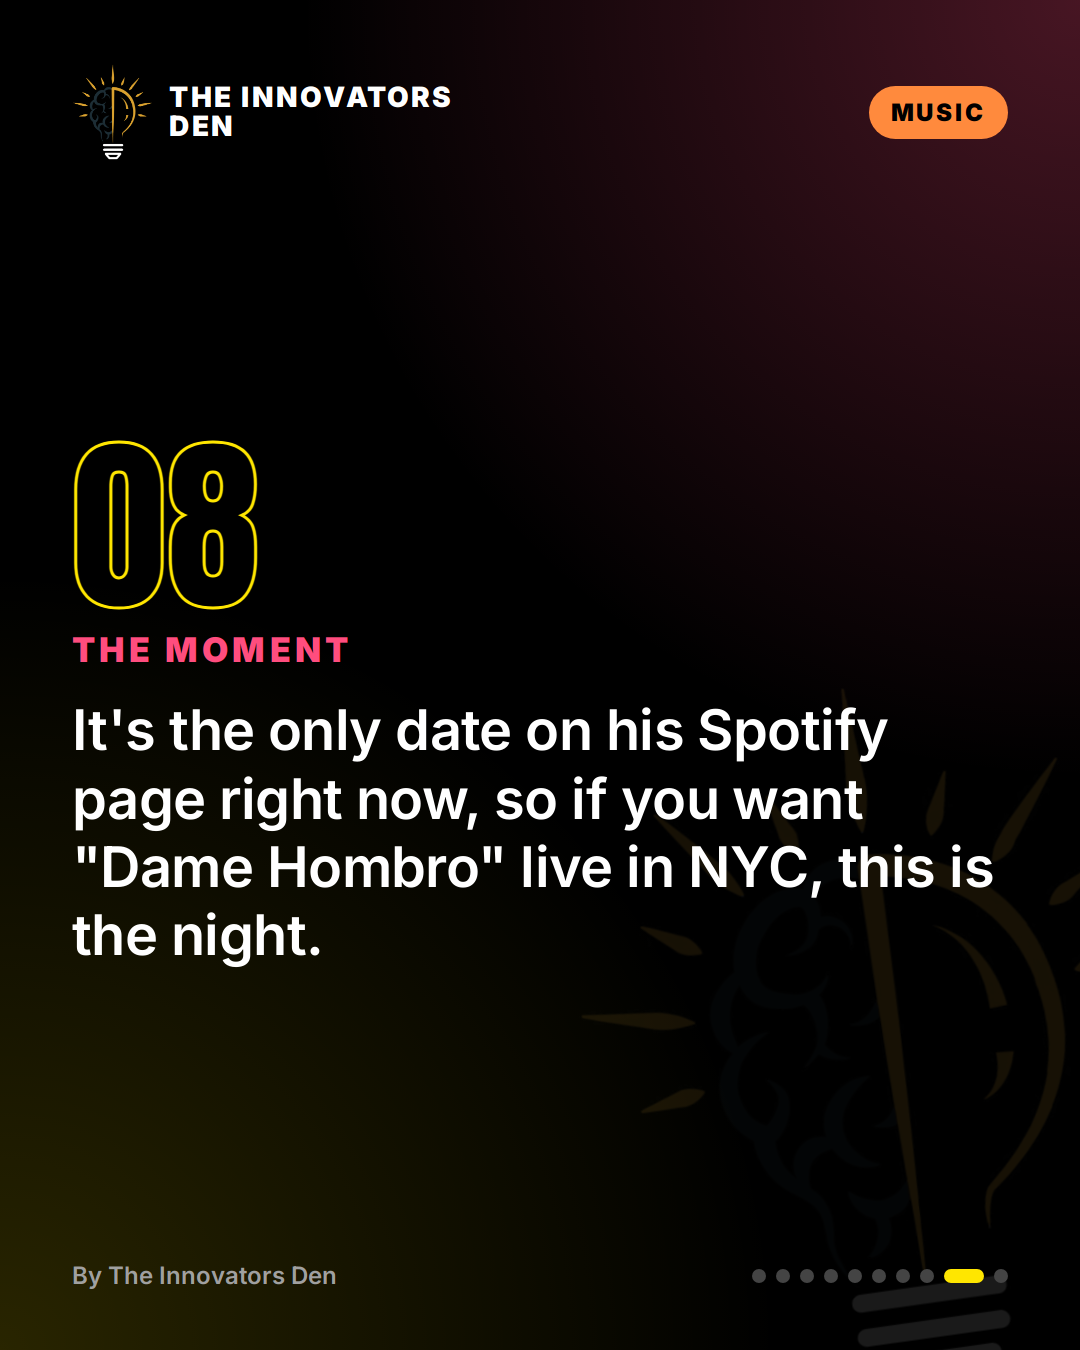 THE INNOVATORS
DEN
MUSIC
08
THE MOMENT
It's the only date on his Spotify
page right now, so if you want
"Dame Hombro" live in NYC, this is
the night.
By The Innovators Den